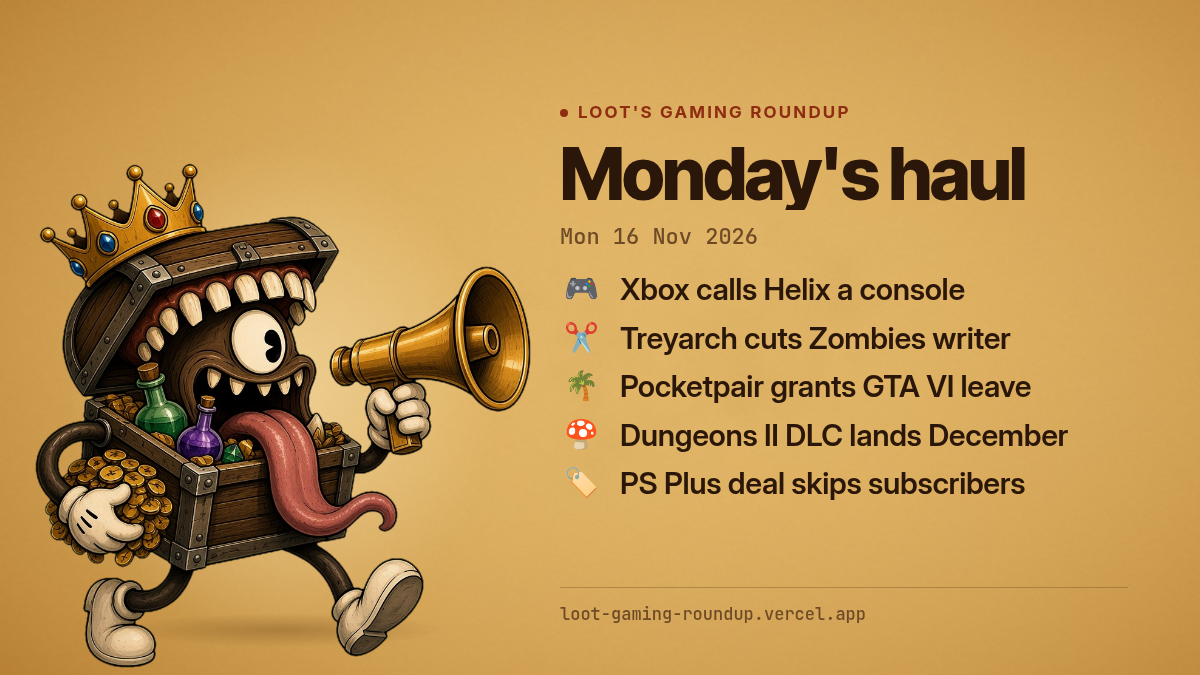 LOOT'S GAMING ROUNDUP
Monday's haul
Mon 16 Nov 2026
Xbox calls Helix a console
Treyarch cuts Zombies writer
Pocketpair grants GTA VI leave
Dungeons II DLC lands December
PS Plus deal skips subscribers
loot-gaming-roundup.vercel.app